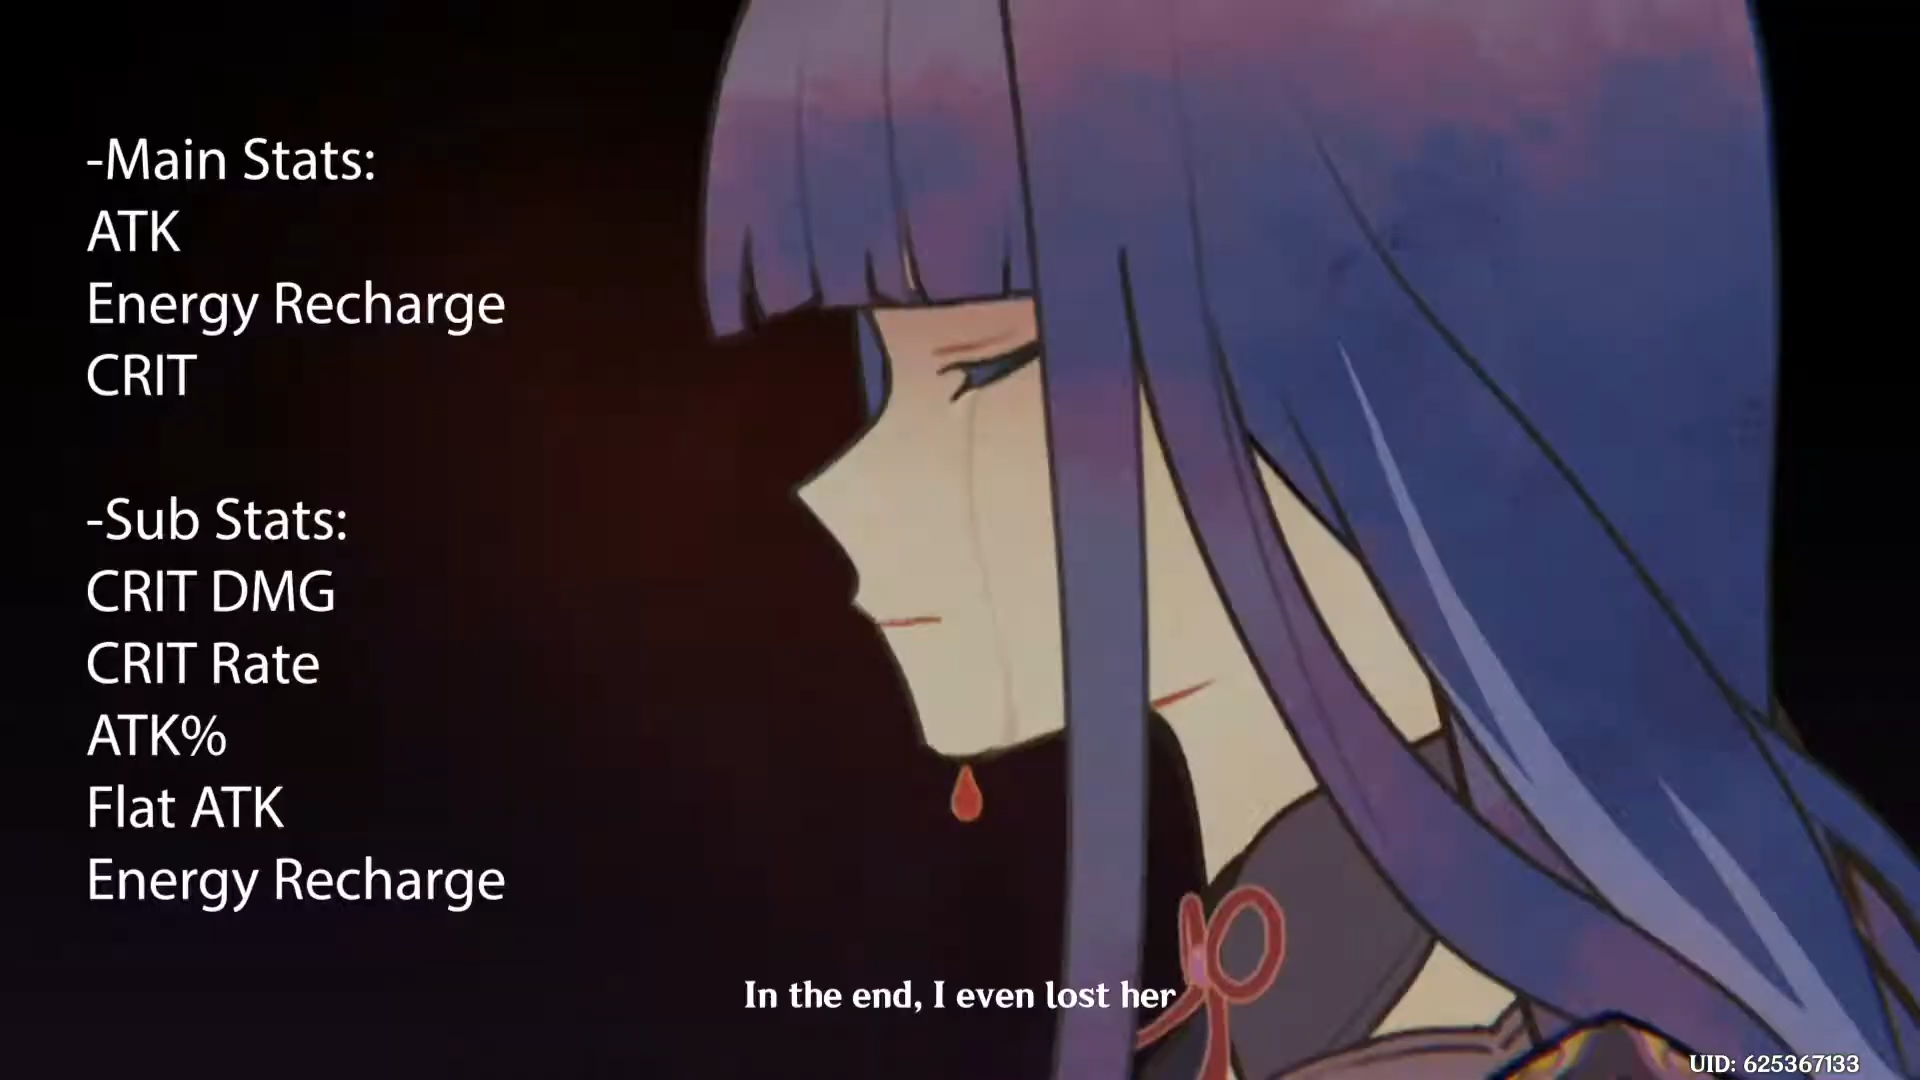 -Main Stats:
ATK
Energy Recharge
CRIT
-Sub Stats:
CRIT DMG
CRIT Rate
ATK%
Flat ATK
Energy Recharge
In the end, I even lost her
UID: 625367133